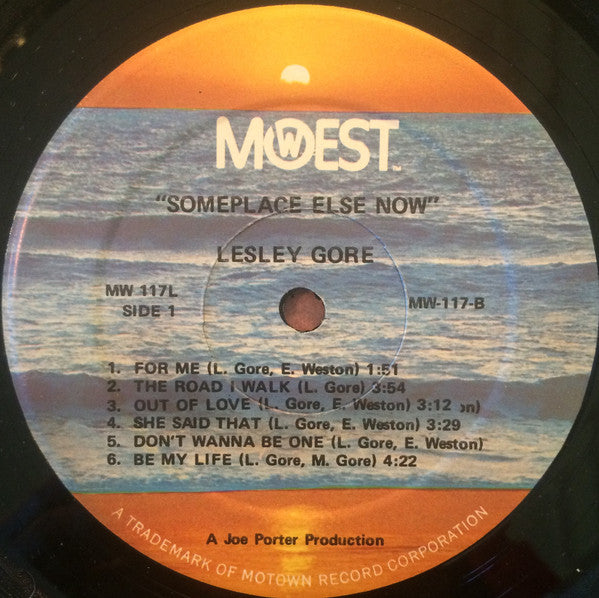 MOWEST™
"SOMEPLACE ELSE NOW"
LESLEY GORE
MW 117L
SIDE 1
MW-117-B
1. FOR ME (L. Gore, E. Weston) 1:51
2. THE ROAD I WALK (L. Gore) 3:54
3. OUT OF LOVE (L. Gore, E. Weston) 3:12 on)
4. SHE SAID THAT (L. Gore, E. Weston) 3:29
5. DON'T WANNA BE ONE (L. Gore, E. Weston)
6. BE MY LIFE (L. Gore, M. Gore) 4:22
A Joe Porter Production
A TRADEMARK OF MOTOWN RECORD CORPORATION